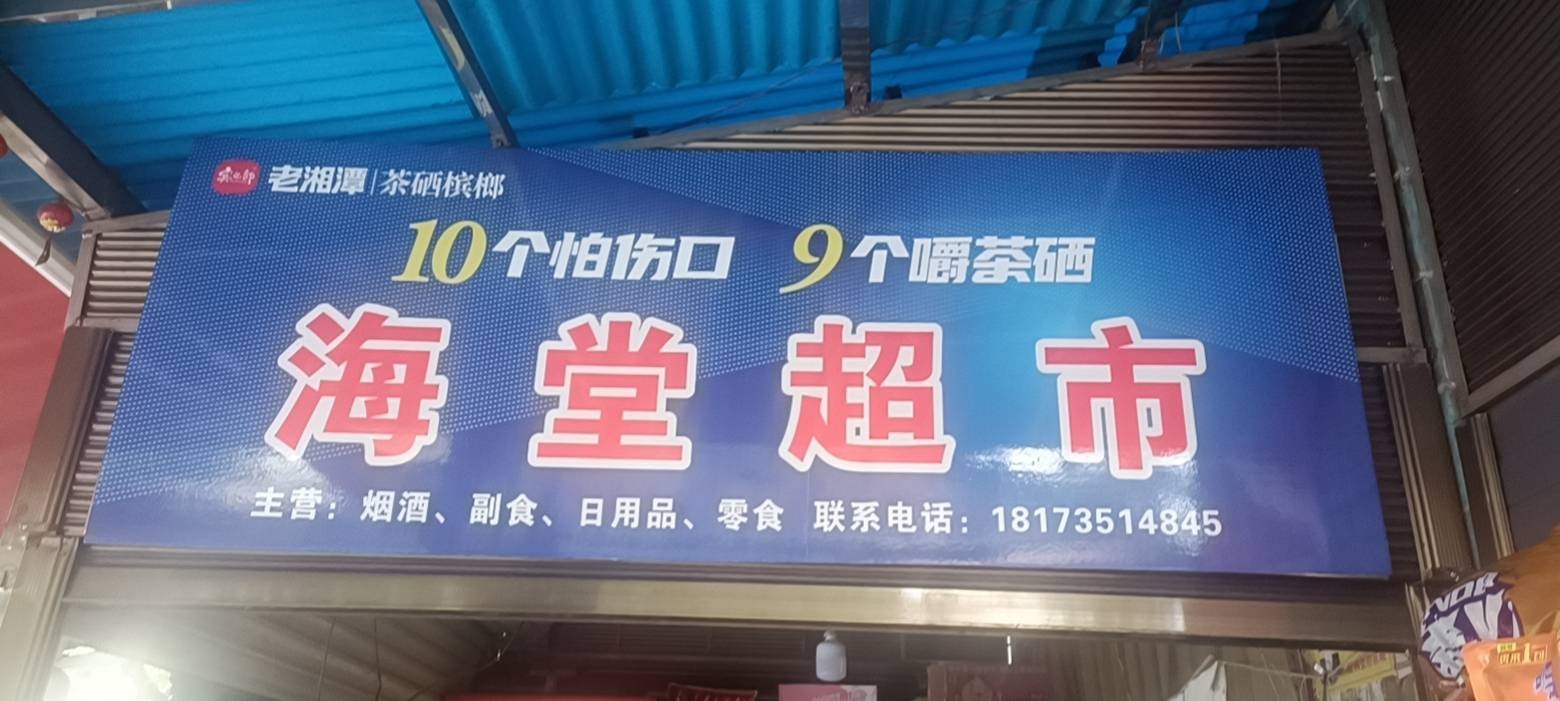 老湘潭|茶硒槟榔
10个怕伤口 9个嚼茶硒
海堂超市
主营：烟酒、副食、日用品、零食 联系电话：18173514845